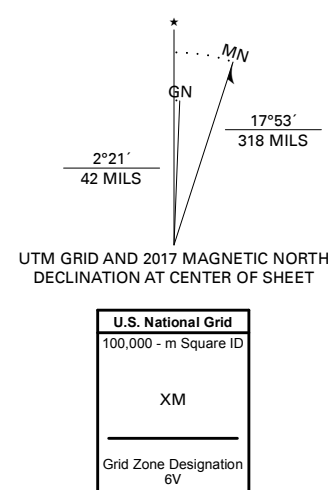 ★
MN
GN
17°53´
318 MILS
2°21´
42 MILS
UTM GRID AND 2017 MAGNETIC NORTH
DECLINATION AT CENTER OF SHEET
U.S. National Grid
100,000 - m Square ID
XM
Grid Zone Designation
6V